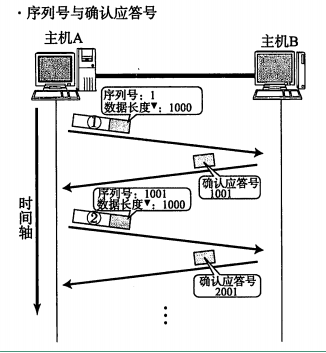 ·序列号与确认应答号
主机A
主机B
序列号：1
数据长度▼：1000
①
确认应答号
1001
序列号：1001
数据长度▼：1000
②
时间轴
确认应答号
2001
⋮